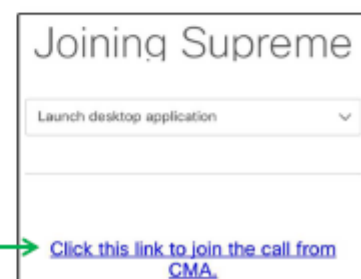 Joining Supreme
Launch desktop application
Click this link to join the call from
CMA.